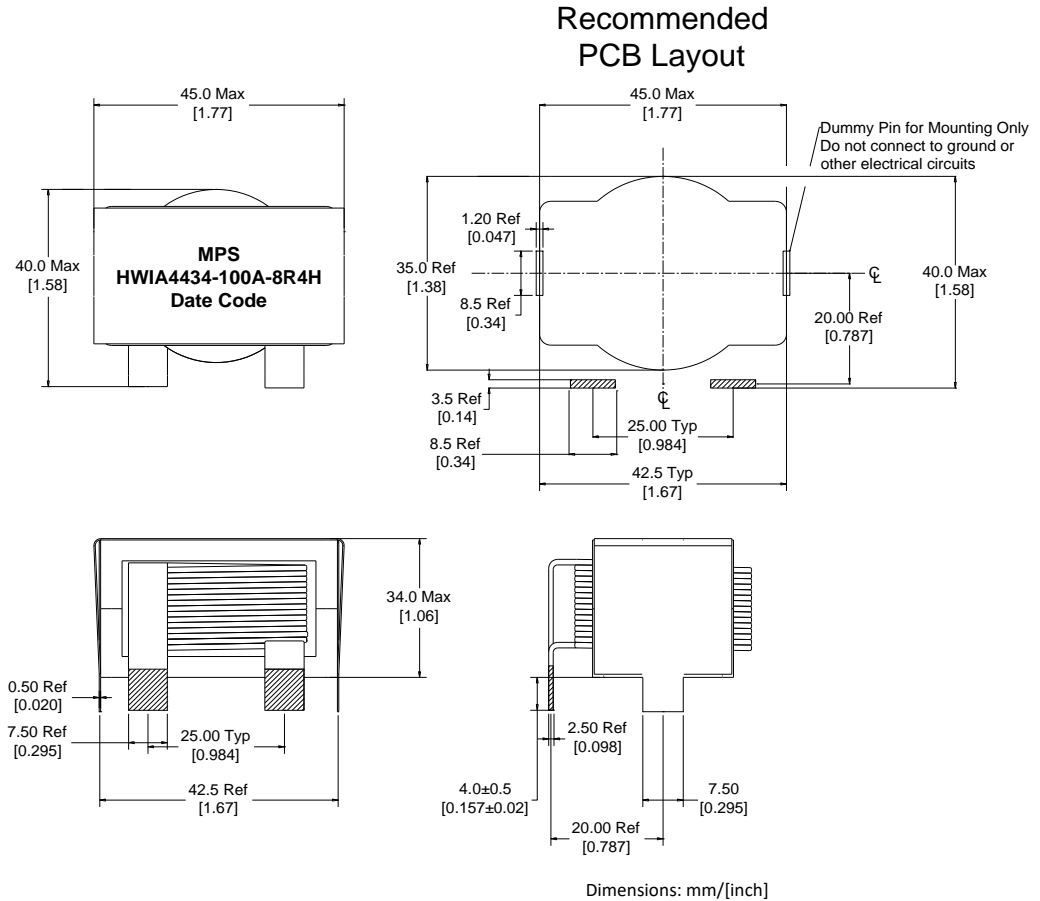 Recommended
PCB Layout
45.0 Max
[1.77]
40.0 Max
[1.58]
MPS
HWIA4434-100A-8R4H
Date Code
45.0 Max
[1.77]
Dummy Pin for Mounting Only
Do not connect to ground or
other electrical circuits
1.20 Ref
[0.047]
35.0 Ref
[1.38]
8.5 Ref
[0.34]
℄
40.0 Max
[1.58]
20.00 Ref
[0.787]
3.5 Ref
[0.14]
℄
25.00 Typ
[0.984]
8.5 Ref
[0.34]
42.5 Typ
[1.67]
34.0 Max
[1.06]
0.50 Ref
[0.020]
7.50 Ref
[0.295]
25.00 Typ
[0.984]
42.5 Ref
[1.67]
2.50 Ref
[0.098]
4.0±0.5
[0.157±0.02]
7.50
[0.295]
20.00 Ref
[0.787]
Dimensions: mm/[inch]